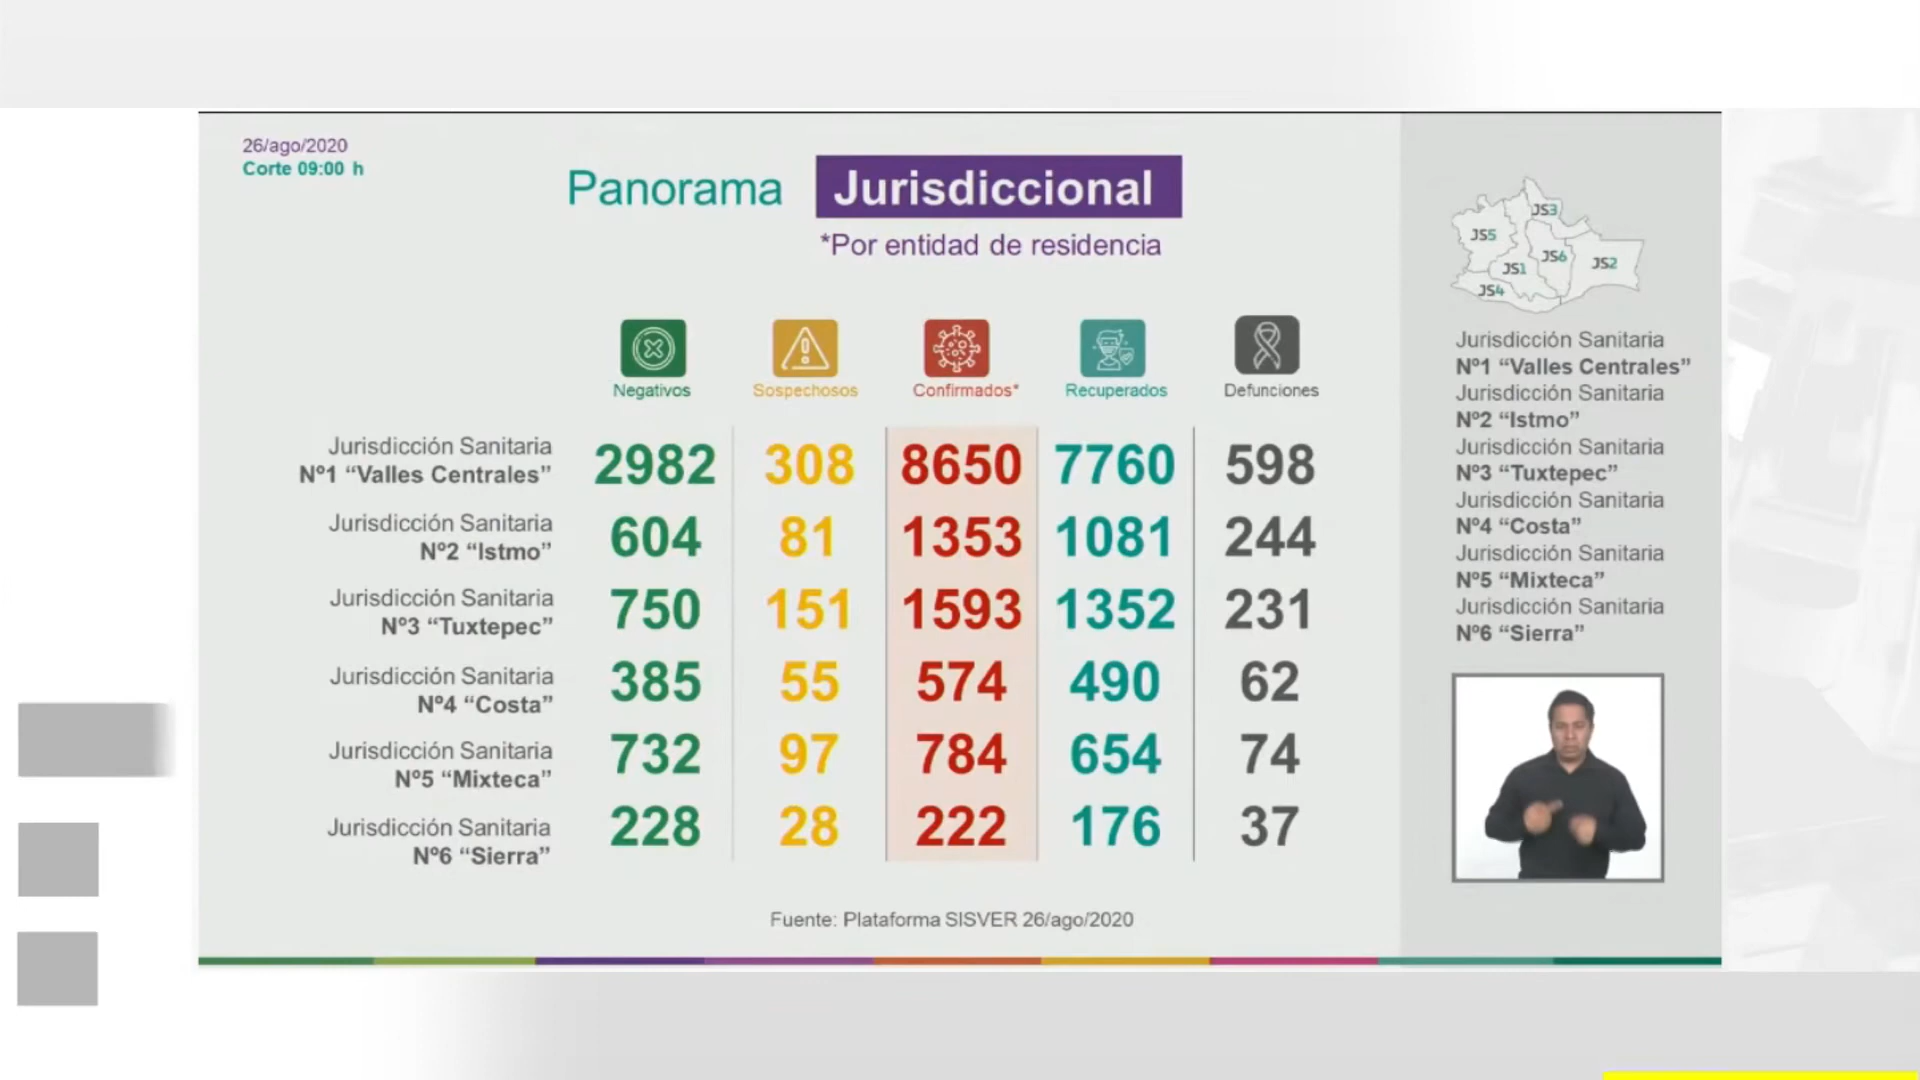 26/ago/2020
Corte 09:00 h
Panorama Jurisdiccional
*Por entidad de residencia
Negativos Sospechosos Confirmados* Recuperados Defunciones
Jurisdicción Sanitaria
Nº1 “Valles Centrales” 2982 308 8650 7760 598
Jurisdicción Sanitaria
Nº2 “Istmo” 604 81 1353 1081 244
Jurisdicción Sanitaria
Nº3 “Tuxtepec” 750 151 1593 1352 231
Jurisdicción Sanitaria
Nº4 “Costa” 385 55 574 490 62
Jurisdicción Sanitaria
Nº5 “Mixteca” 732 97 784 654 74
Jurisdicción Sanitaria
Nº6 “Sierra” 228 28 222 176 37
Fuente: Plataforma SISVER 26/ago/2020
JS3
JS5
JS6
JS1
JS2
JS4
Jurisdicción Sanitaria
Nº1 “Valles Centrales”
Jurisdicción Sanitaria
Nº2 “Istmo”
Jurisdicción Sanitaria
Nº3 “Tuxtepec”
Jurisdicción Sanitaria
Nº4 “Costa”
Jurisdicción Sanitaria
Nº5 “Mixteca”
Jurisdicción Sanitaria
Nº6 “Sierra”